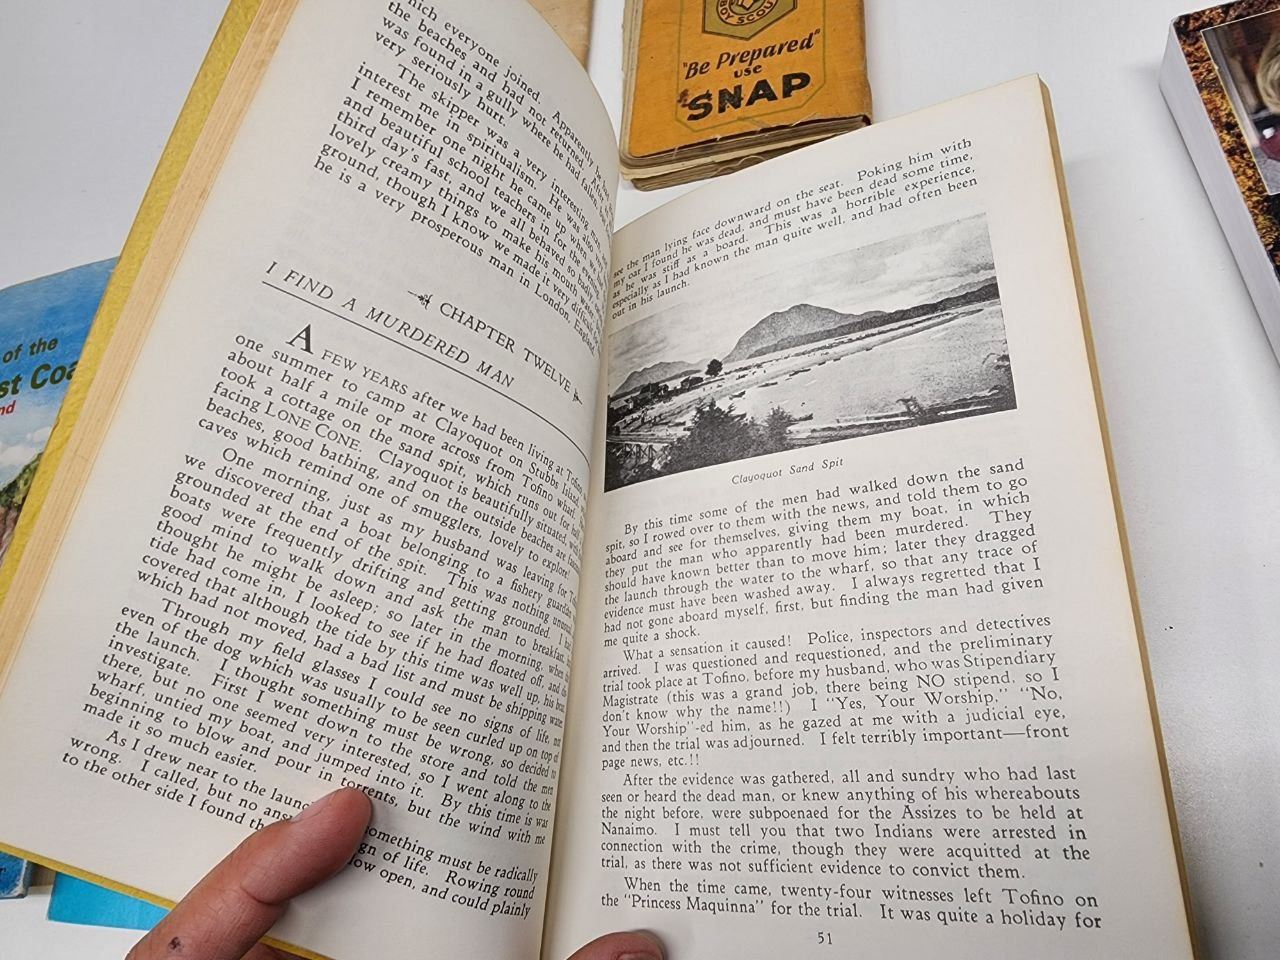 which everyone joined. Apparently
the beaches and had not returned. After
was found in a gully where he had fallen
very seriously hurt.
The skipper was a very interesting man
interest me in spiritualism. He was also
I remember one night he came up when
and beautiful school teachers in for the evening
third day's fast, and we all behaved so badly
lovely creamy things to make his mouth water
ground, though I know we made it very difficult
he is a very prosperous man in London, England
CHAPTER TWELVE
I FIND A MURDERED MAN
A FEW YEARS after we had been living at Tofino
one summer to camp at Clayoquot on Stubbs Island
about half a mile or more across from Tofino wharf.
took a cottage on the sand spit, which runs out for half
facing LONE CONE. Clayoquot is beautifully situated, with
beaches, good bathing, and on the outside beaches are
caves which remind one of smugglers, lovely to explore!
One morning, just as my husband was leaving for
we discovered that a boat belonging to a fishery guardian
grounded at the end of the spit. This was nothing unusual
boats were frequently drifting and getting grounded. I had
good mind to walk down and ask the man to breakfast, but
thought he might be asleep; so later in the morning, when the
tide had come in, I looked to see if he had floated off, and
covered that although the tide by this time was well up, his boat
which had not moved, had a bad list and must be shipping water.
Through my field glasses I could see no signs of life, not
even of the dog which was usually to be seen curled up on top of
the launch. I thought something must be wrong, so decided to
investigate. First I went down to the store and told the men
there, but no one seemed very interested, so I went along to the
wharf, untied my boat, and jumped into it. By this time is was
beginning to blow and pour in torrents, but the wind with me
made it so much easier.
As I drew near to the launch something must be radically
wrong. I called, but no sign of life. Rowing round
to the other side I found the open, and could plainly
of the
st Coa
nd
BOY SCOUT
"Be Prepared"
use
SNAP
see the man lying face downward on the seat. Poking him with
my oar I found he was dead, and must have been dead some time,
as he was stiff as a board. This was a horrible experience,
especially as I had known the man quite well, and had often been
out in his launch.
Clayoquot Sand Spit
By this time some of the men had walked down the sand
spit, so I rowed over to them with the news, and told them to go
aboard and see for themselves, giving them my boat, in which
they put the man who apparently had been murdered. They
should have known better than to move him; later they dragged
the launch through the water to the wharf, so that any trace of
evidence must have been washed away. I always regretted that I
had not gone aboard myself, first, but finding the man had given
me quite a shock.
What a sensation it caused! Police, inspectors and detectives
arrived. I was questioned and requestioned, and the preliminary
trial took place at Tofino, before my husband, who was Stipendiary
Magistrate (this was a grand job, there being NO stipend, so I
don't know why the name!!) I "Yes, Your Worship." "No,
Your Worship"-ed him, as he gazed at me with a judicial eye,
and then the trial was adjourned. I felt terribly important—front
page news, etc.!!
After the evidence was gathered, all and sundry who had last
seen or heard the dead man, or knew anything of his whereabouts
the night before, were subpoenaed for the Assizes to be held at
Nanaimo. I must tell you that two Indians were arrested in
connection with the crime, though they were acquitted at the
trial, as there was not sufficient evidence to convict them.
When the time came, twenty-four witnesses left Tofino on
the "Princess Maquinna" for the trial. It was quite a holiday for
51